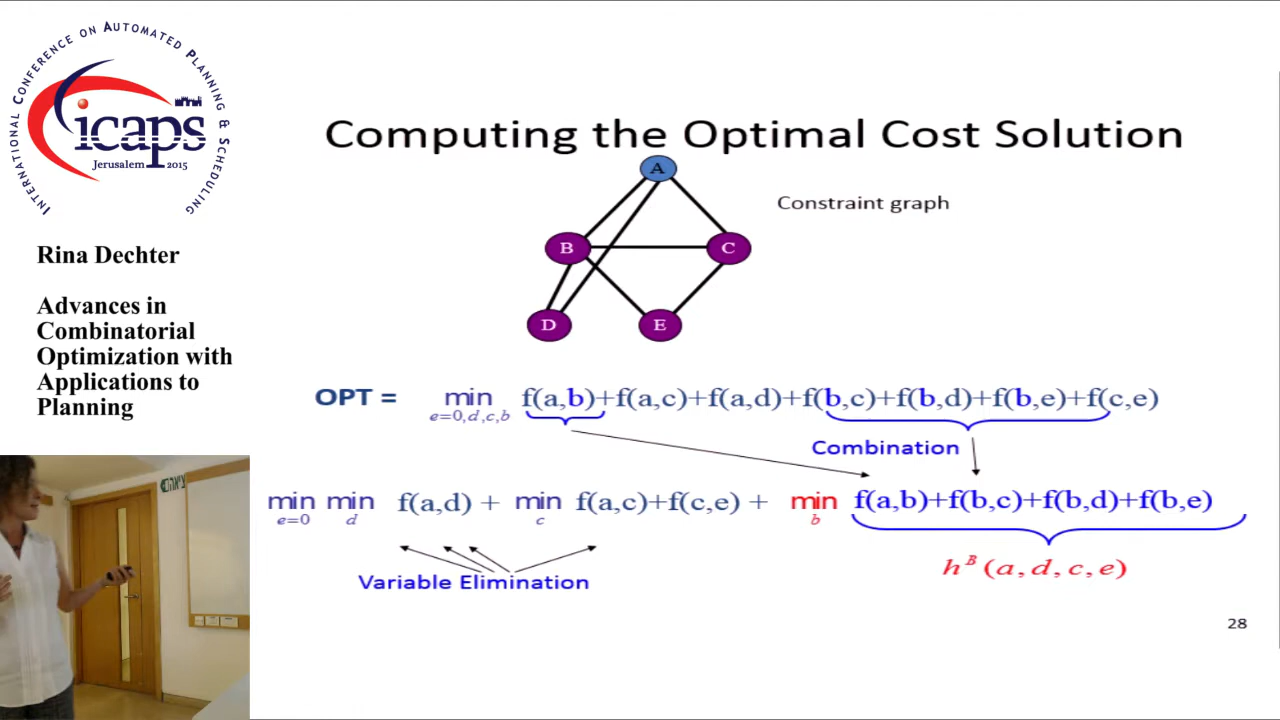 INTERNATIONAL CONFERENCE ON AUTOMATED PLANNING & SCHEDULING
icaps
Jerusalem 2015
Rina Dechter
Advances in
Combinatorial
Optimization with
Applications to
Planning
Computing the Optimal Cost Solution
A
Constraint graph
B
C
D
E
OPT = min e=0,d,c,b f(a,b)+f(a,c)+f(a,d)+f(b,c)+f(b,d)+f(b,e)+f(c,e)
Combination
min e=0 min d f(a,d) + min c f(a,c)+f(c,e) + min b f(a,b)+f(b,c)+f(b,d)+f(b,e)
Variable Elimination
h^B (a, d, c, e)
28